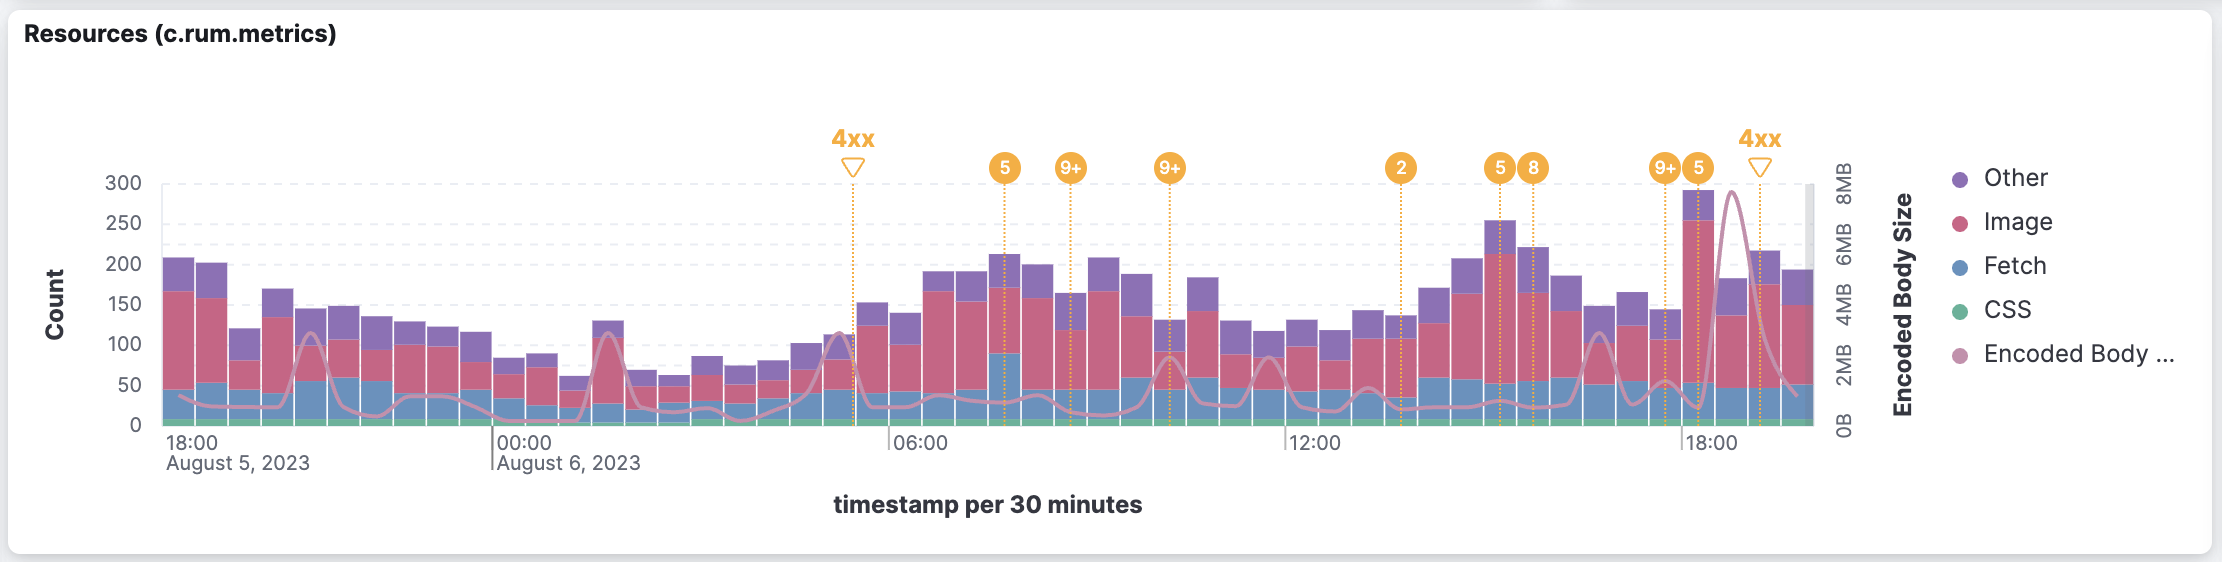 Resources (c.rum.metrics)
4xx
4xx
5
9+
9+
2
5
8
9+
5
300
250
200
150
100
50
0
Count
8MB
6MB
4MB
2MB
0B
Encoded Body Size
18:00
August 5, 2023
00:00
August 6, 2023
06:00
12:00
18:00
timestamp per 30 minutes
Other
Image
Fetch
CSS
Encoded Body ...